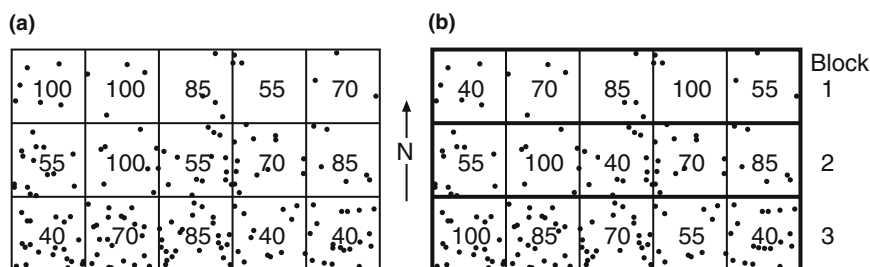 (a)
(b)
100 100 85 55 70
55 100 55 70 85
40 70 85 40 40
N
40 70 85 100 55
55 100 40 70 85
100 85 70 55 40
Block
1
2
3